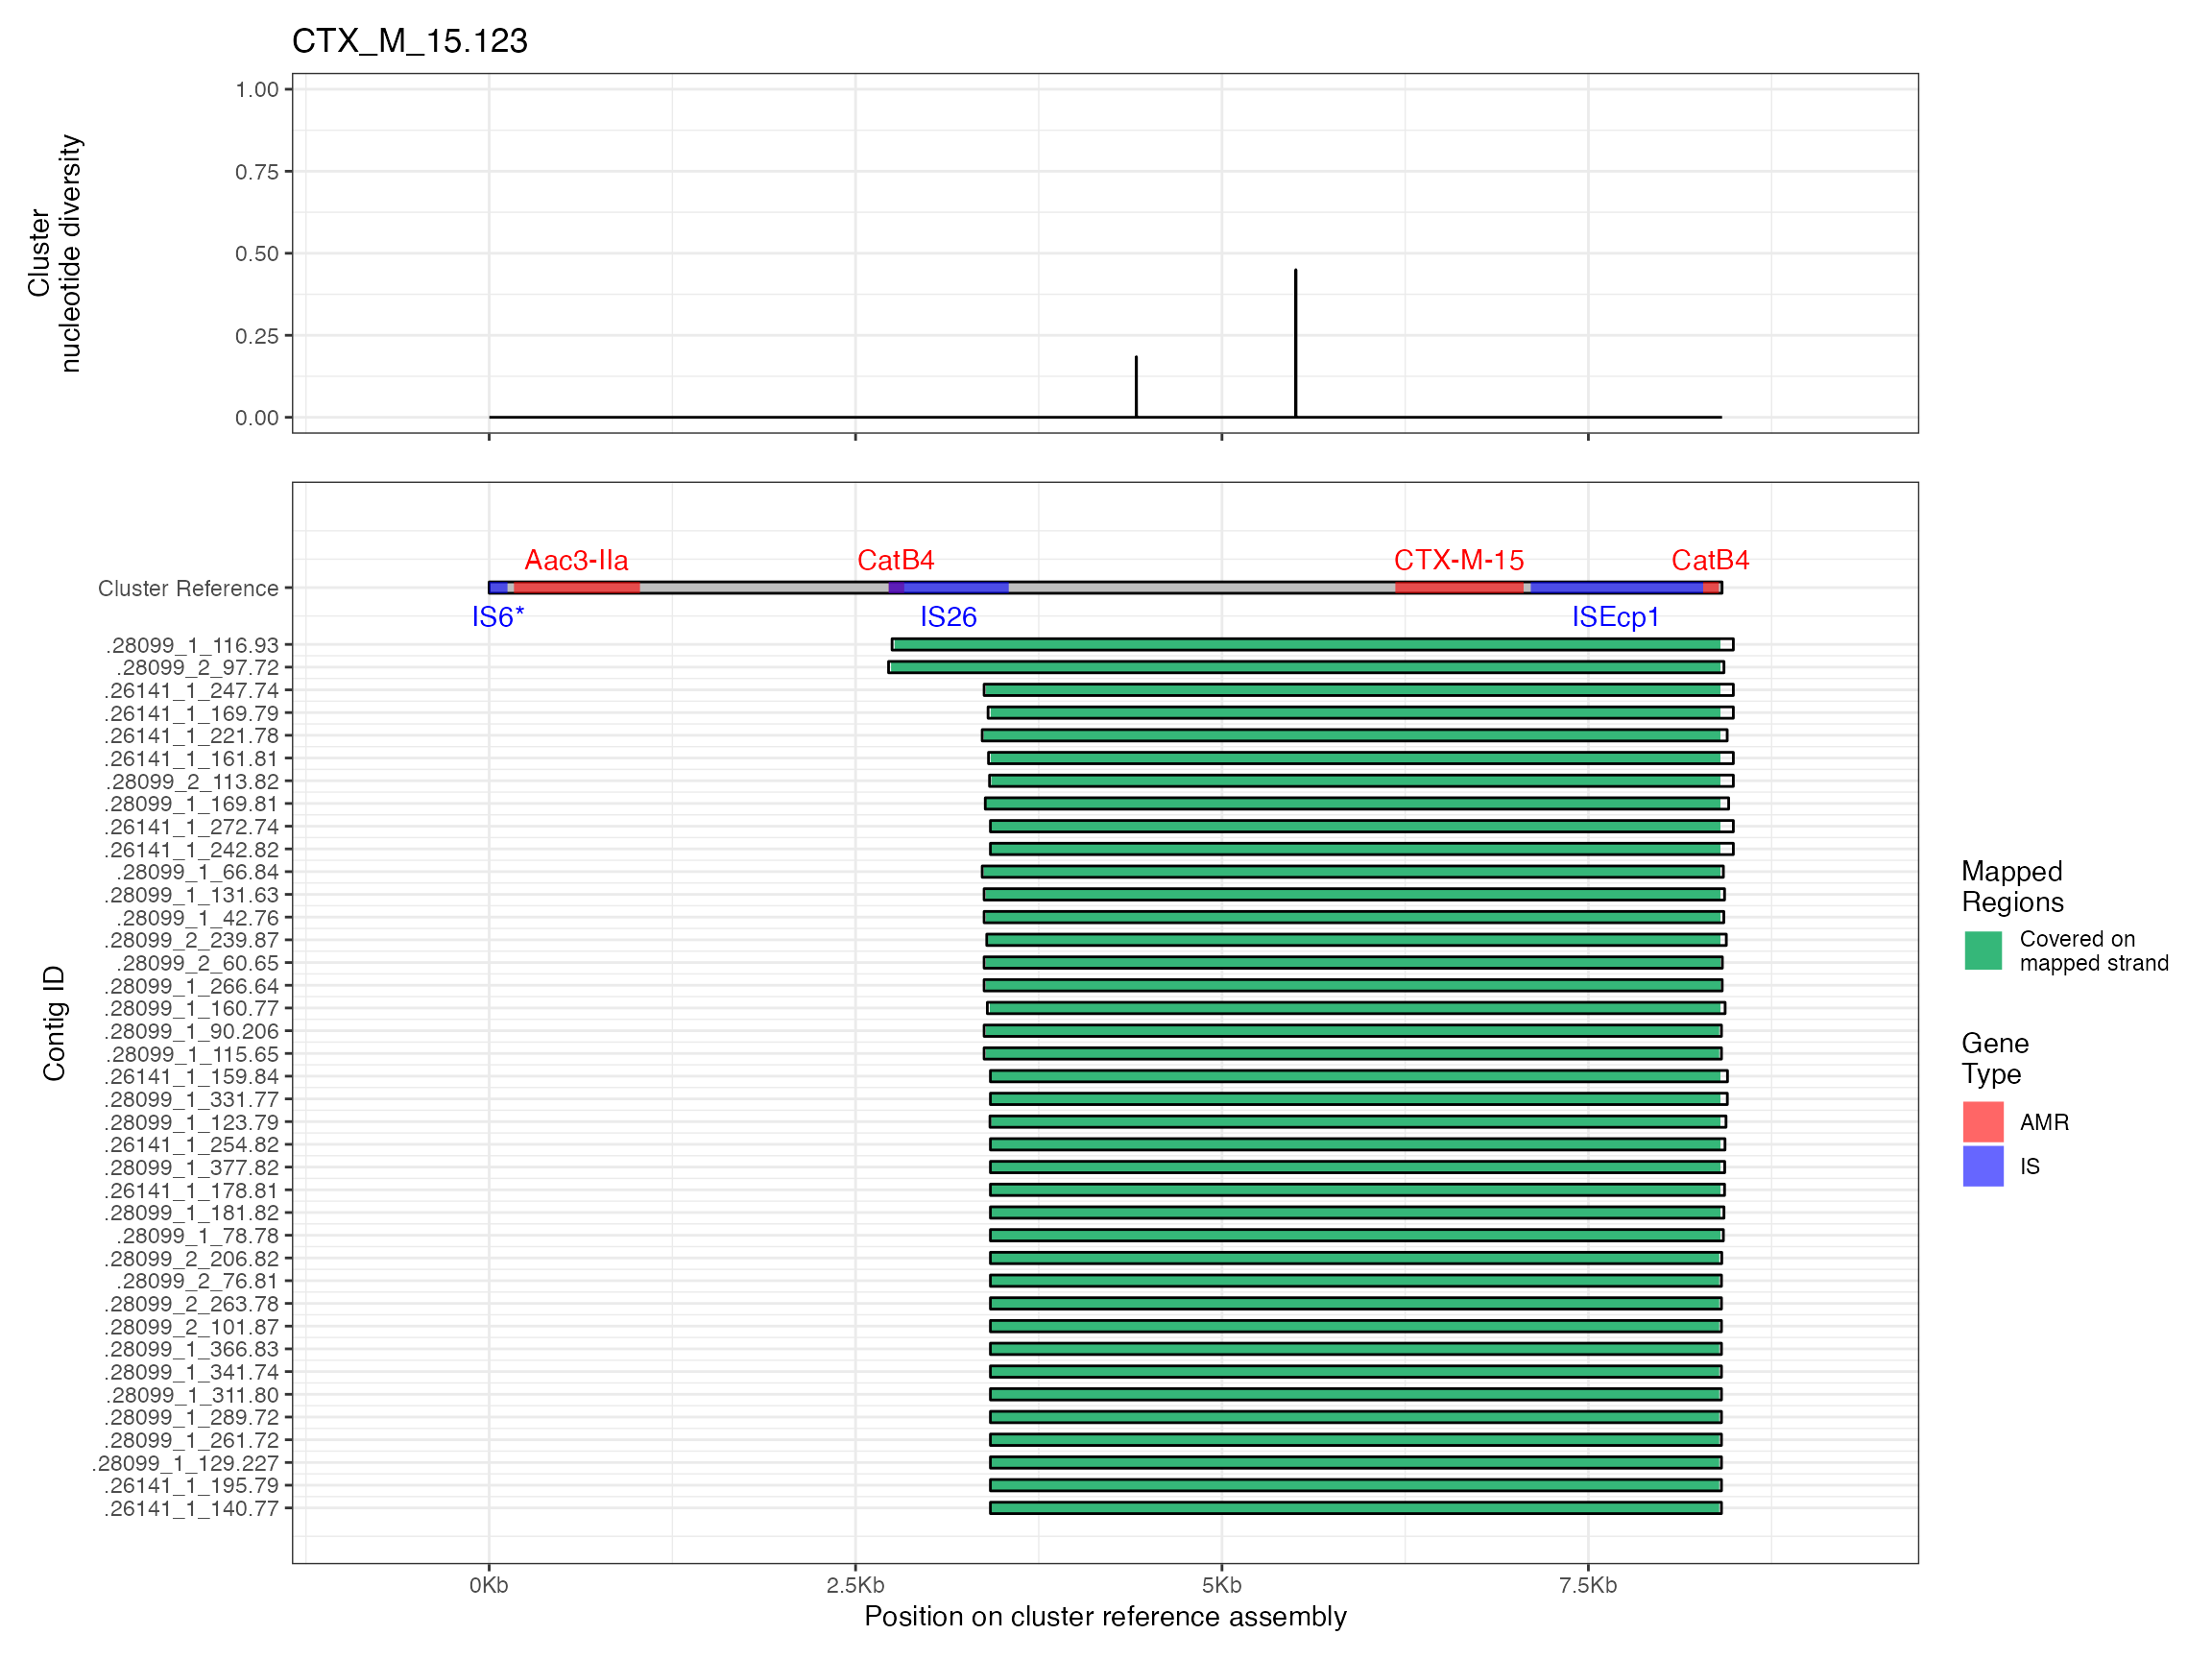 CTX_M_15.123
Cluster
nucleotide diversity
1.00
0.75
0.50
0.25
0.00
Aac3-IIa
CatB4
CTX-M-15
CatB4
Cluster Reference
IS6*
IS26
ISEcp1
.28099_1_116.93
.28099_2_97.72
.26141_1_247.74
.26141_1_169.79
.26141_1_221.78
.26141_1_161.81
.28099_2_113.82
.28099_1_169.81
.26141_1_272.74
.26141_1_242.82
.28099_1_66.84
.28099_1_131.63
.28099_1_42.76
.28099_2_239.87
.28099_2_60.65
.28099_1_266.64
.28099_1_160.77
.28099_1_90.206
.28099_1_115.65
.26141_1_159.84
.28099_1_331.77
.28099_1_123.79
.26141_1_254.82
.28099_1_377.82
.26141_1_178.81
.28099_1_181.82
.28099_1_78.78
.28099_2_206.82
.28099_2_76.81
.28099_2_263.78
.28099_2_101.87
.28099_1_366.83
.28099_1_341.74
.28099_1_311.80
.28099_1_289.72
.28099_1_261.72
.28099_1_129.227
.26141_1_195.79
.26141_1_140.77
Contig ID
0Kb
2.5Kb
5Kb
7.5Kb
Position on cluster reference assembly
Mapped
Regions
Covered on
mapped strand
Gene
Type
AMR
IS